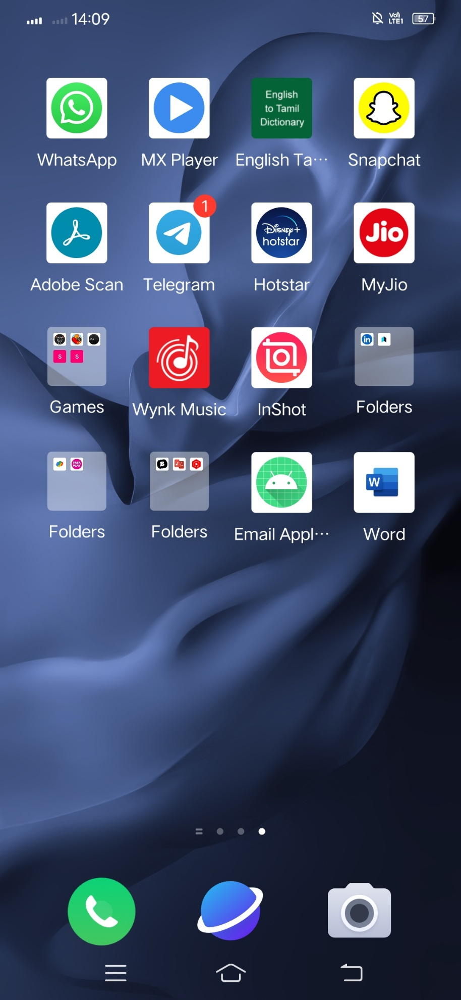 14:09
Vo))
LTE1
57
English
to Tamil
Dictionary
WhatsApp
MX Player
English Ta···
Snapchat
1
Disney+
hotstar
Jio
Adobe Scan
Telegram
Hotstar
MyJio
S
S
in
Games
Wynk Music
InShot
Folders
TATA
PLAY
B
W
Folders
Folders
Email Appl···
Word